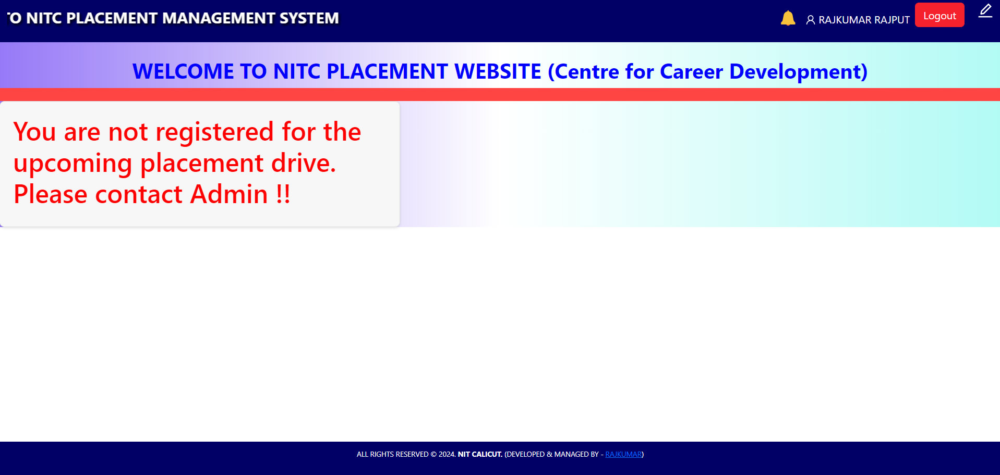 TO NITC PLACEMENT MANAGEMENT SYSTEM
RAJKUMAR RAJPUT
Logout
WELCOME TO NITC PLACEMENT WEBSITE (Centre for Career Development)
You are not registered for the
upcoming placement drive.
Please contact Admin !!
ALL RIGHTS RESERVED © 2024. NIT CALICUT. (DEVELOPED & MANAGED BY - RAJKUMAR)